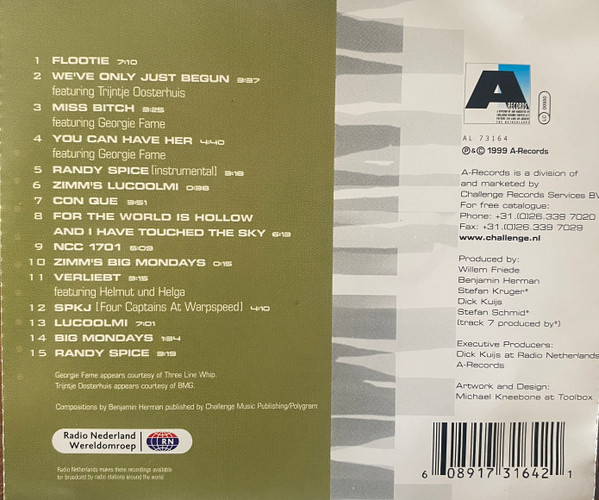 1 FLOOTIE 7:10
2 WE'VE ONLY JUST BEGUN 3:37
featuring Trijntje Oosterhuis
3 MISS BITCH 3:25
featuring Georgie Fame
4 YOU CAN HAVE HER 4:40
featuring Georgie Fame
5 RANDY SPICE [instrumental] 3:18
6 ZIMM'S LUCOOLMI 0:38
7 CON QUE 3:51
8 FOR THE WORLD IS HOLLOW
AND I HAVE TOUCHED THE SKY 6:13
9 NCC 1701 6:09
10 ZIMM'S BIG MONDAYS 0:15
11 VERLIEBT 3:15
featuring Helmut und Helga
12 SPKJ [Four Captains At Warpspeed] 4:10
13 LUCOOLMI 7:01
14 BIG MONDAYS 1:34
15 RANDY SPICE 3:19
Georgie Fame appears courtesy of Three Line Whip.
Trijntje Oosterhuis appears courtesy of BMG.
Compositions by Benjamin Herman published by Challenge Music Publishing/Polygram
Radio Nederland
Wereldomroep
RN
Radio Netherlands makes these recordings available
for broadcast by radio stations around the world
A
RECORDS
AL 73164
℗&© 1999 A-Records
A-Records is a division of
and marketed by
Challenge Records Services BV
For free catalogue:
Phone: +31.(0)26.339 7020
Fax: +31.(0)26.339 7029
www.challenge.nl
Produced by:
Willem Friede
Benjamin Herman
Stefan Kruger*
Dick Kuijs
Stefan Schmid*
(track 7 produced by*)
Executive Producers:
Dick Kuijs at Radio Netherlands
A-Records
Artwork and Design:
Michael Kneebone at Toolbox
6 08917 31642 1